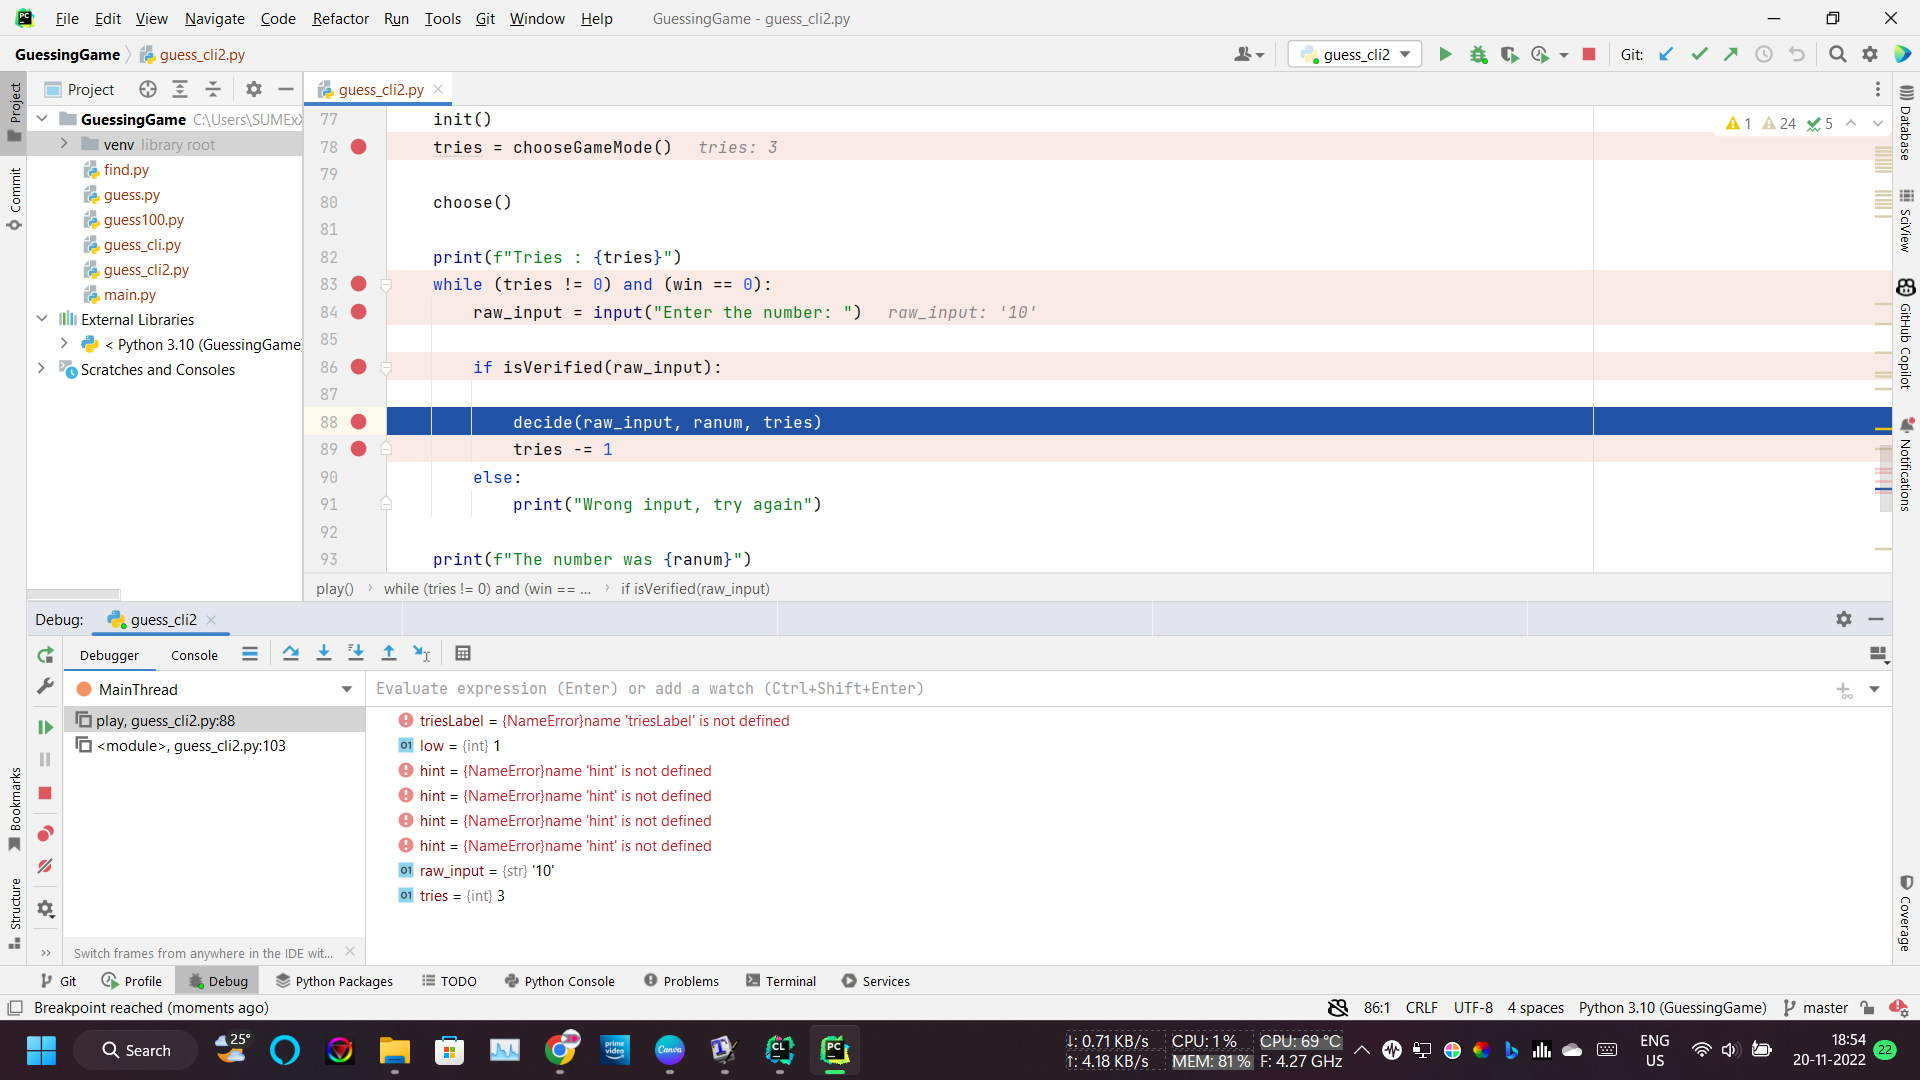 File Edit View Navigate Code Refactor Run Tools Git Window Help GuessingGame - guess_cli2.py
GuessingGame guess_cli2.py guess_cli2 Git:
Project guess_cli2.py
GuessingGame C:\Users\SUMEx
venv library root
find.py
guess.py
guess100.py
guess_cli.py
guess_cli2.py
main.py
External Libraries
< Python 3.10 (GuessingGame)
Scratches and Consoles
Project
Commit
Bookmarks
Structure
1 24 5
77 init()
78 tries = chooseGameMode() tries: 3
79
80 choose()
81
82 print(f"Tries : {tries}")
83 while (tries != 0) and (win == 0):
84 raw_input = input("Enter the number: ") raw_input: '10'
85
86 if isVerified(raw_input):
87
88 decide(raw_input, ranum, tries)
89 tries -= 1
90 else:
91 print("Wrong input, try again")
92
93 print(f"The number was {ranum}")
play() while (tries != 0) and (win == ... if isVerified(raw_input)
Database
SciView
GitHub Copilot
Notifications
Coverage
Debug: guess_cli2
Debugger Console
MainThread
Evaluate expression (Enter) or add a watch (Ctrl+Shift+Enter)
play, guess_cli2.py:88
<module>, guess_cli2.py:103
triesLabel = {NameError}name 'triesLabel' is not defined
low = {int} 1
hint = {NameError}name 'hint' is not defined
hint = {NameError}name 'hint' is not defined
hint = {NameError}name 'hint' is not defined
hint = {NameError}name 'hint' is not defined
raw_input = {str} '10'
tries = {int} 3
Switch frames from anywhere in the IDE wit...
Git Profile Debug Python Packages TODO Python Console Problems Terminal Services
Breakpoint reached (moments ago) 86:1 CRLF UTF-8 4 spaces Python 3.10 (GuessingGame) master
Search 25°
prime video
Canva
CL
PC
↓: 0.71 KB/s CPU: 1 % CPU: 69 °C
↑: 4.18 KB/s MEM: 81 % F: 4.27 GHz
ENG
US
18:54
20-11-2022
22